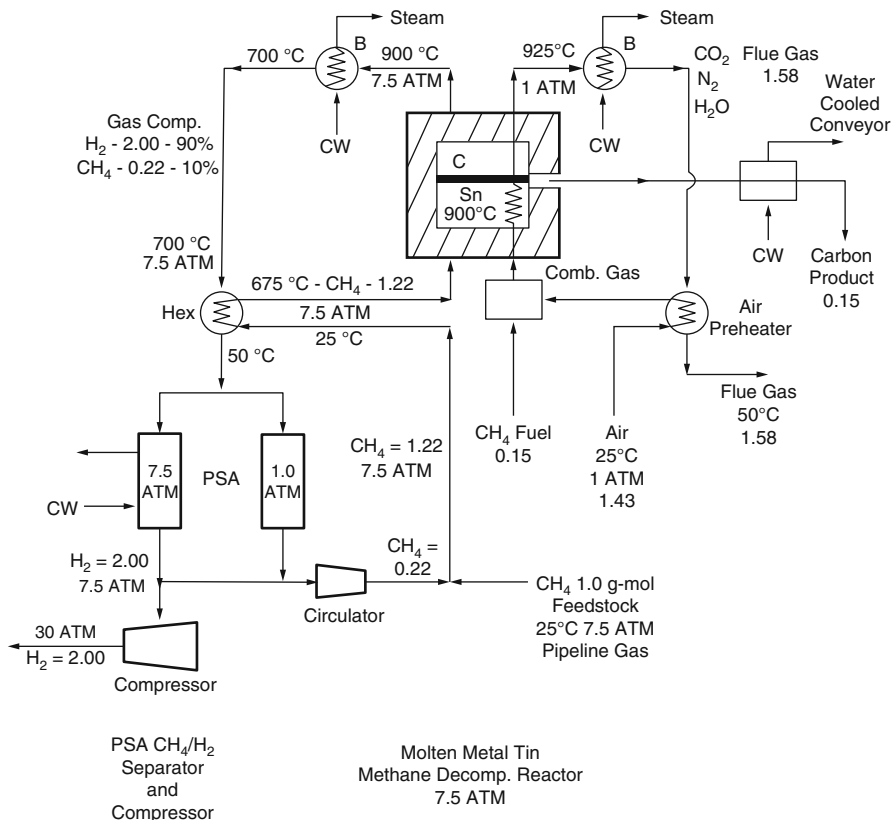 Steam
B
700 °C
900 °C
7.5 ATM
CW
Steam
925°C
B
1 ATM
CW
CO2
N2
H2O
Flue Gas
1.58
Water
Cooled
Conveyor
Gas Comp.
H2 - 2.00 - 90%
CH4 - 0.22 - 10%
C
Sn
900°C
CW
Carbon
Product
0.15
700 °C
7.5 ATM
Hex
675 °C - CH4 - 1.22
7.5 ATM
25 °C
50 °C
Comb. Gas
Air
Preheater
Flue Gas
50°C
1.58
CH4 Fuel
0.15
Air
25°C
1 ATM
1.43
CH4 = 1.22
7.5 ATM
7.5
ATM
PSA
1.0
ATM
CW
H2 = 2.00
7.5 ATM
CH4 =
0.22
Circulator
CH4 1.0 g-mol
Feedstock
25°C 7.5 ATM
Pipeline Gas
30 ATM
H2 = 2.00
Compressor
PSA CH4/H2
Separator
and
Compressor
Molten Metal Tin
Methane Decomp. Reactor
7.5 ATM